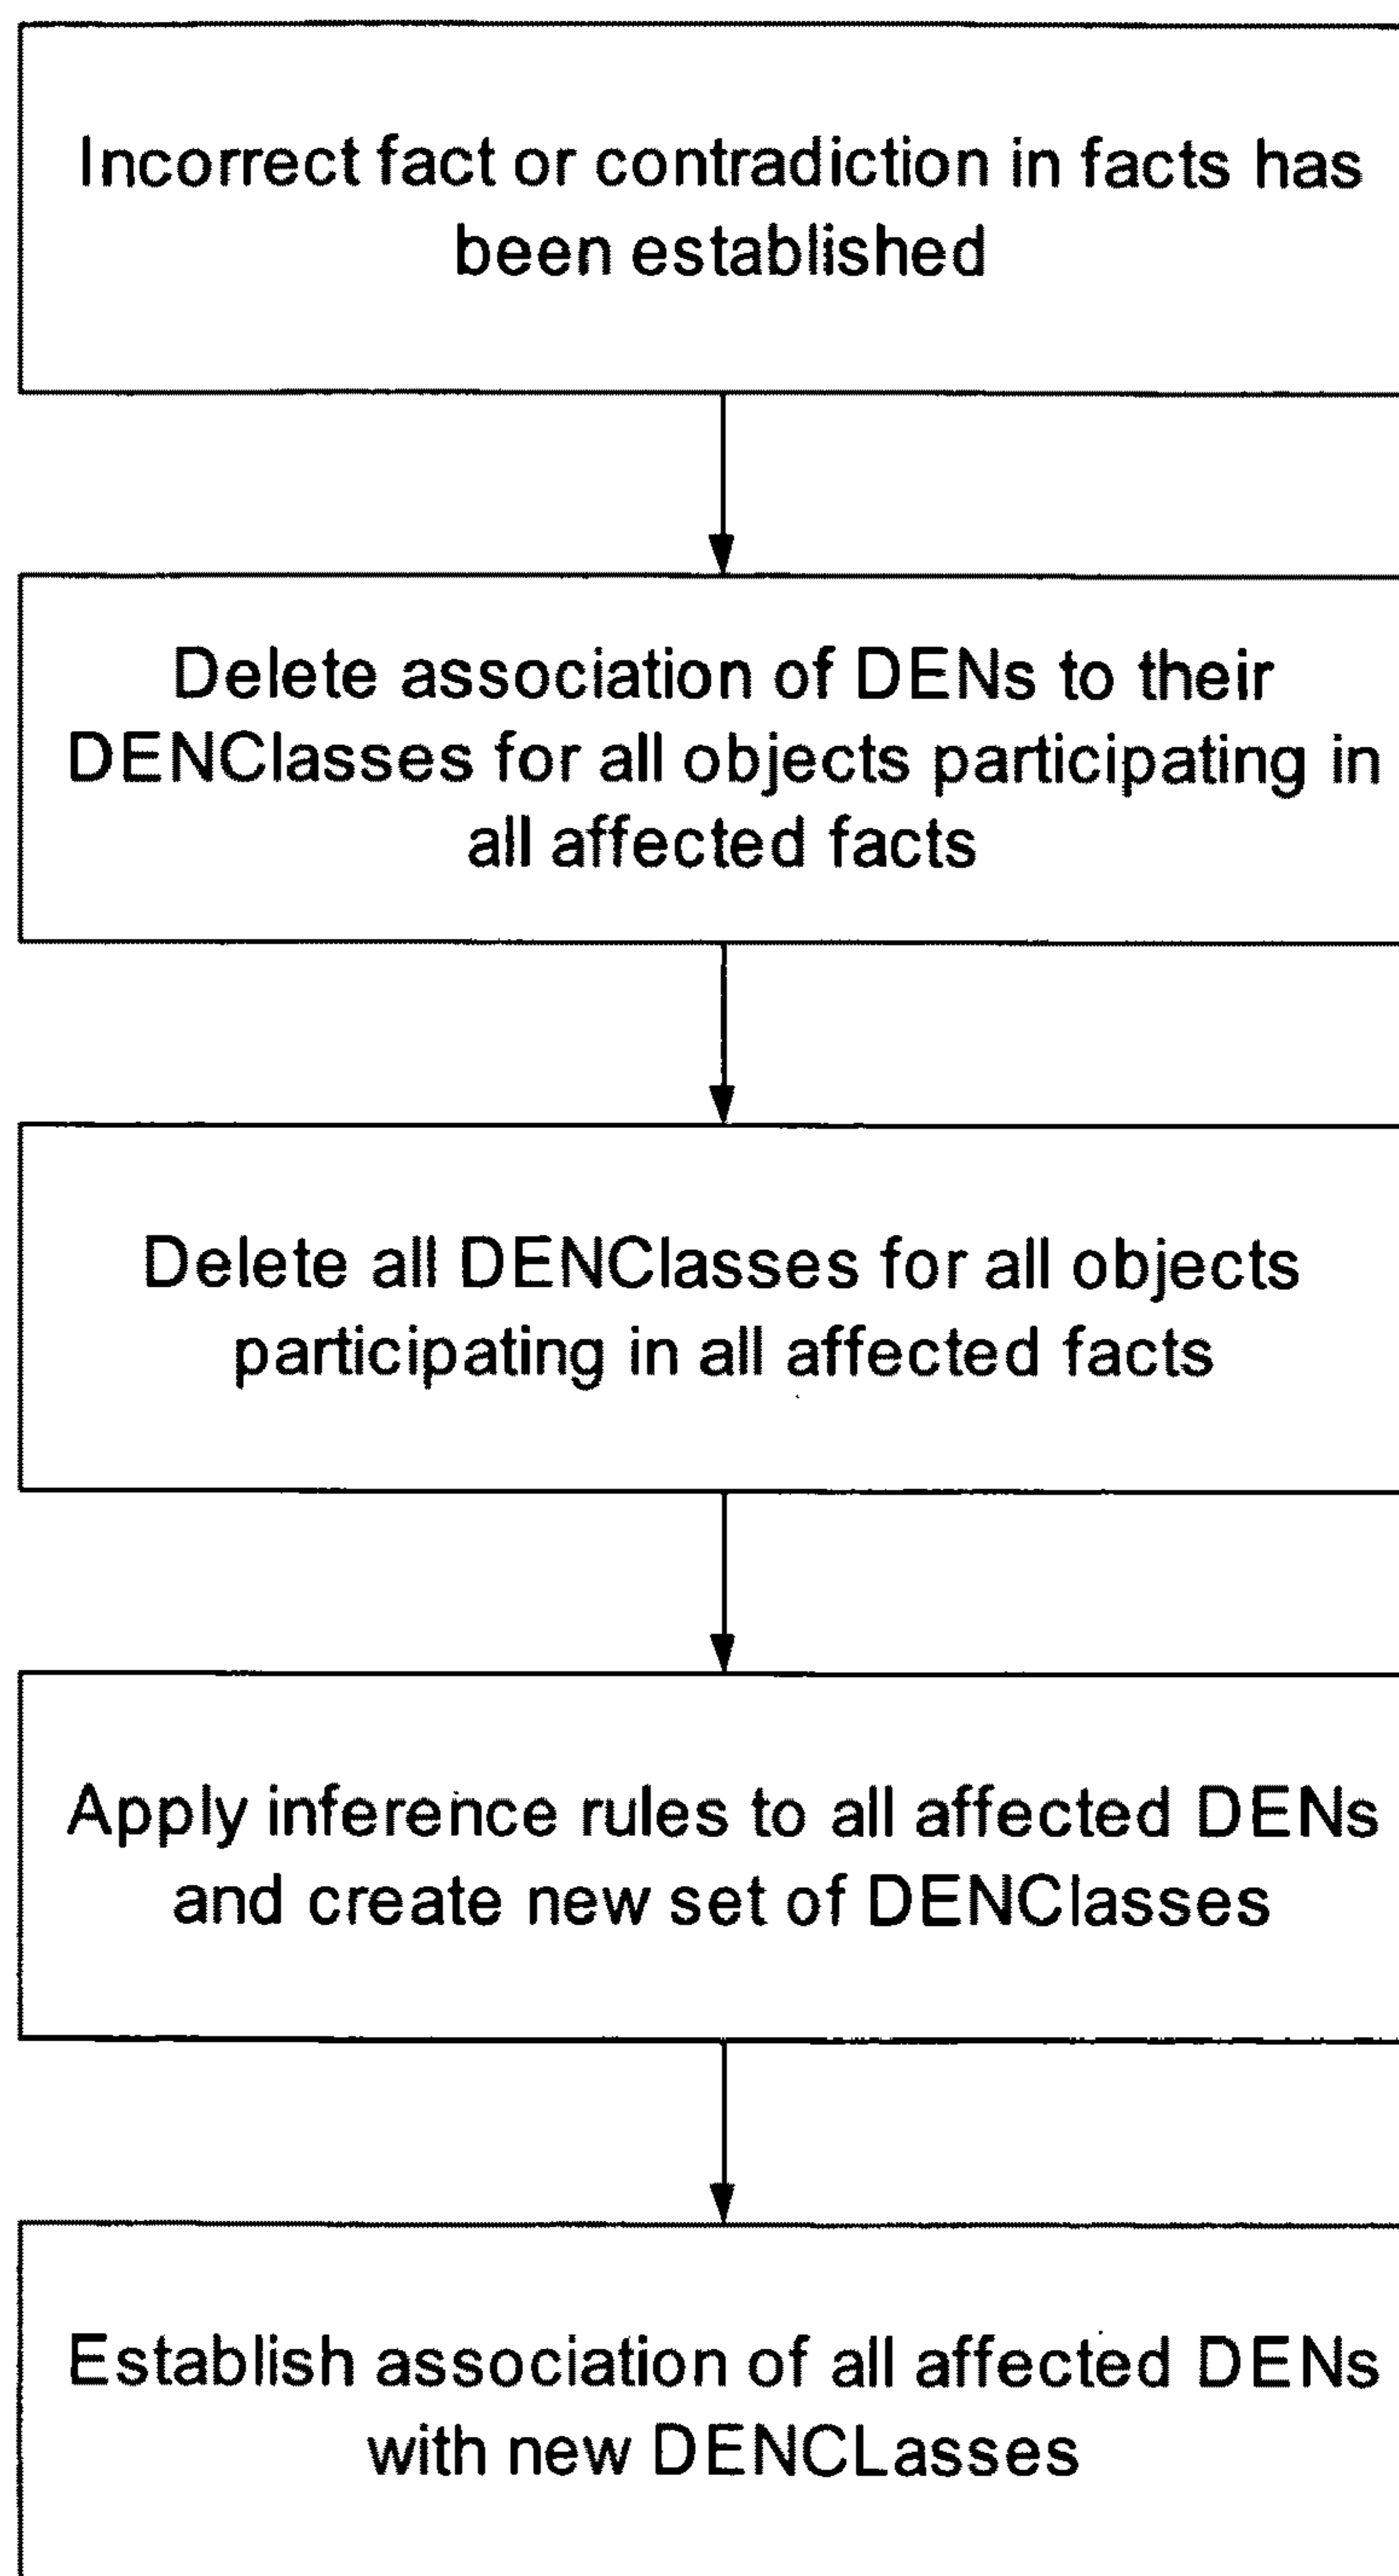 Incorrect fact or contradiction in facts has
been established
Delete association of DENs to their
DENClasses for all objects participating in
all affected facts
Delete all DENClasses for all objects
participating in all affected facts
Apply inference rules to all affected DENs
and create new set of DENClasses
Establish association of all affected DENs
with new DENCLasses